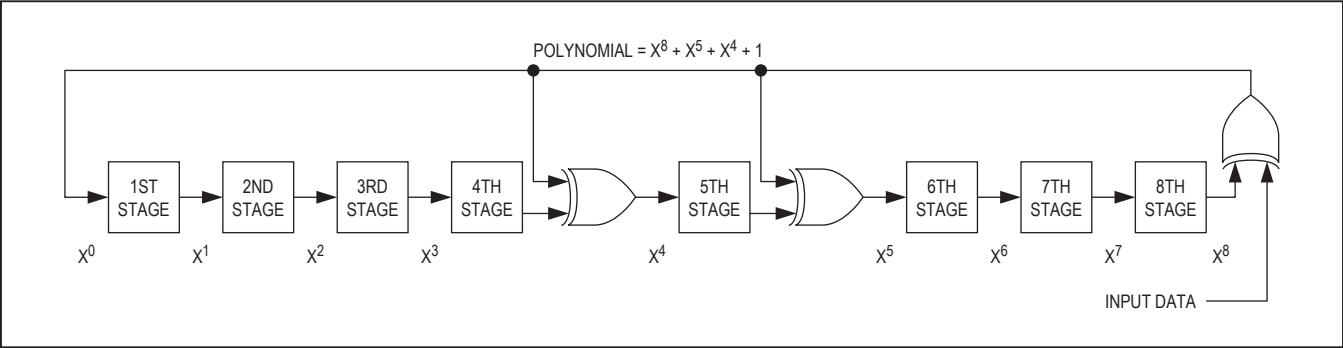 POLYNOMIAL = X⁸ + X⁵ + X⁴ + 1
1ST
STAGE
2ND
STAGE
3RD
STAGE
4TH
STAGE
5TH
STAGE
6TH
STAGE
7TH
STAGE
8TH
STAGE
X⁰
X¹
X²
X³
X⁴
X⁵
X⁶
X⁷
X⁸
INPUT DATA